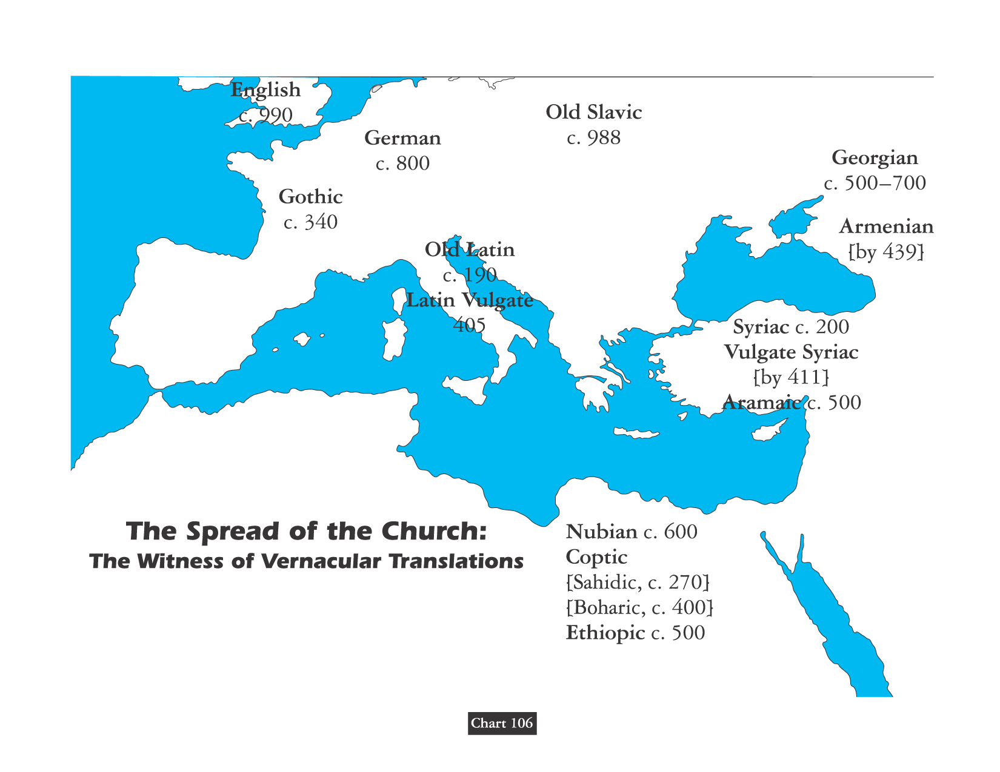 English
c. 990
German
c. 800
Gothic
c. 340
Old Slavic
c. 988
Georgian
c. 500–700
Armenian
[by 439]
Old Latin
c. 190
Latin Vulgate
405
Syriac c. 200
Vulgate Syriac
[by 411]
Aramaic c. 500
The Spread of the Church:
The Witness of Vernacular Translations
Nubian c. 600
Coptic
[Sahidic, c. 270]
[Boharic, c. 400]
Ethiopic c. 500
Chart 106